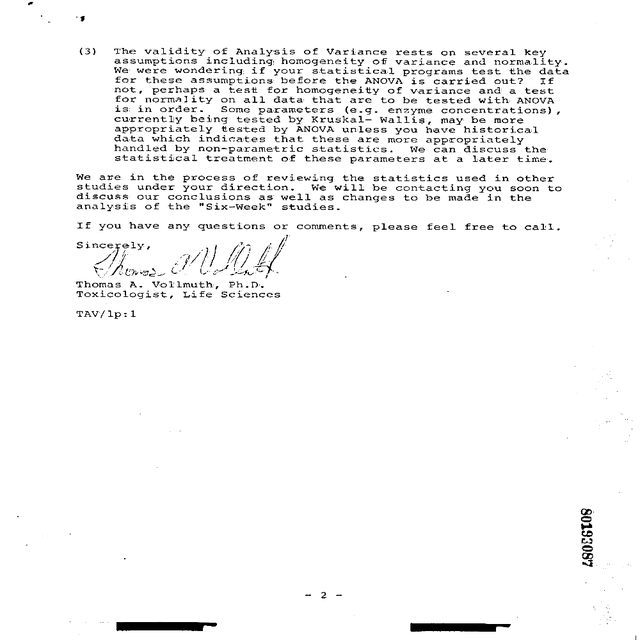 (3) The validity of Analysis of Variance rests on several key
assumptions including homogeneity of variance and normality.
We were wondering if your statistical programs test the data
for these assumptions before the ANOVA is carried out? If
not, perhaps a test for homogeneity of variance and a test
for normality on all data that are to be tested with ANOVA
is in order. Some parameters (e.g. enzyme concentrations),
currently being tested by Kruskal- Wallis, may be more
appropriately tested by ANOVA unless you have historical
data which indicates that these are more appropriately
handled by non-parametric statistics. We can discuss the
statistical treatment of these parameters at a later time.
We are in the process of reviewing the statistics used in other
studies under your direction. We will be contacting you soon to
discuss our conclusions as well as changes to be made in the
analysis of the "Six-Week" studies.
If you have any questions or comments, please feel free to call.
Sincerely,
Thomas A Vollmuth
Thomas A. Vollmuth, Ph.D.
Toxicologist, Life Sciences
TAV/lp:1
80193087
- 2 -